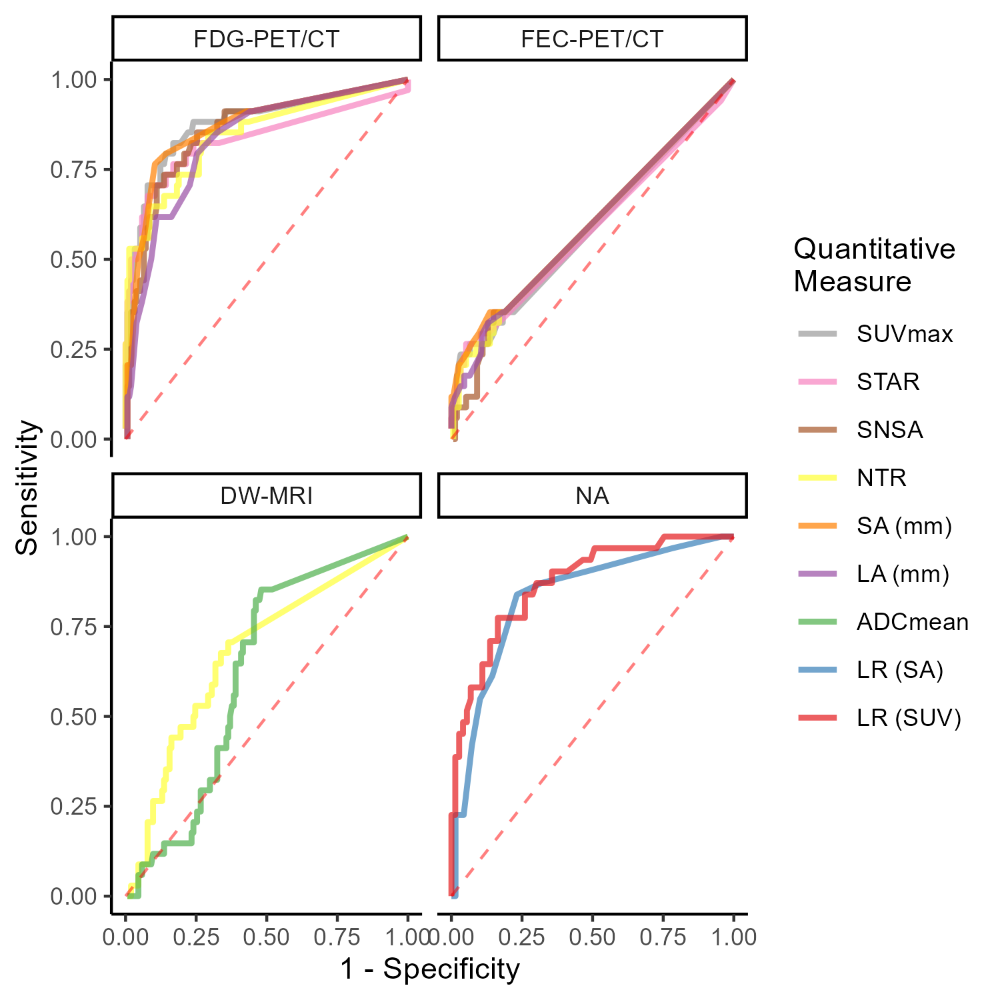 FDG-PET/CT
FEC-PET/CT
1.00
0.75
0.50
0.25
0.00
DW-MRI
NA
1.00
0.75
0.50
0.25
0.00
0.00 0.25 0.50 0.75 1.00
0.00 0.25 0.50 0.75 1.00
1 - Specificity
Sensitivity
Quantitative
Measure
SUVmax
STAR
SNSA
NTR
SA (mm)
LA (mm)
ADCmean
LR (SA)
LR (SUV)